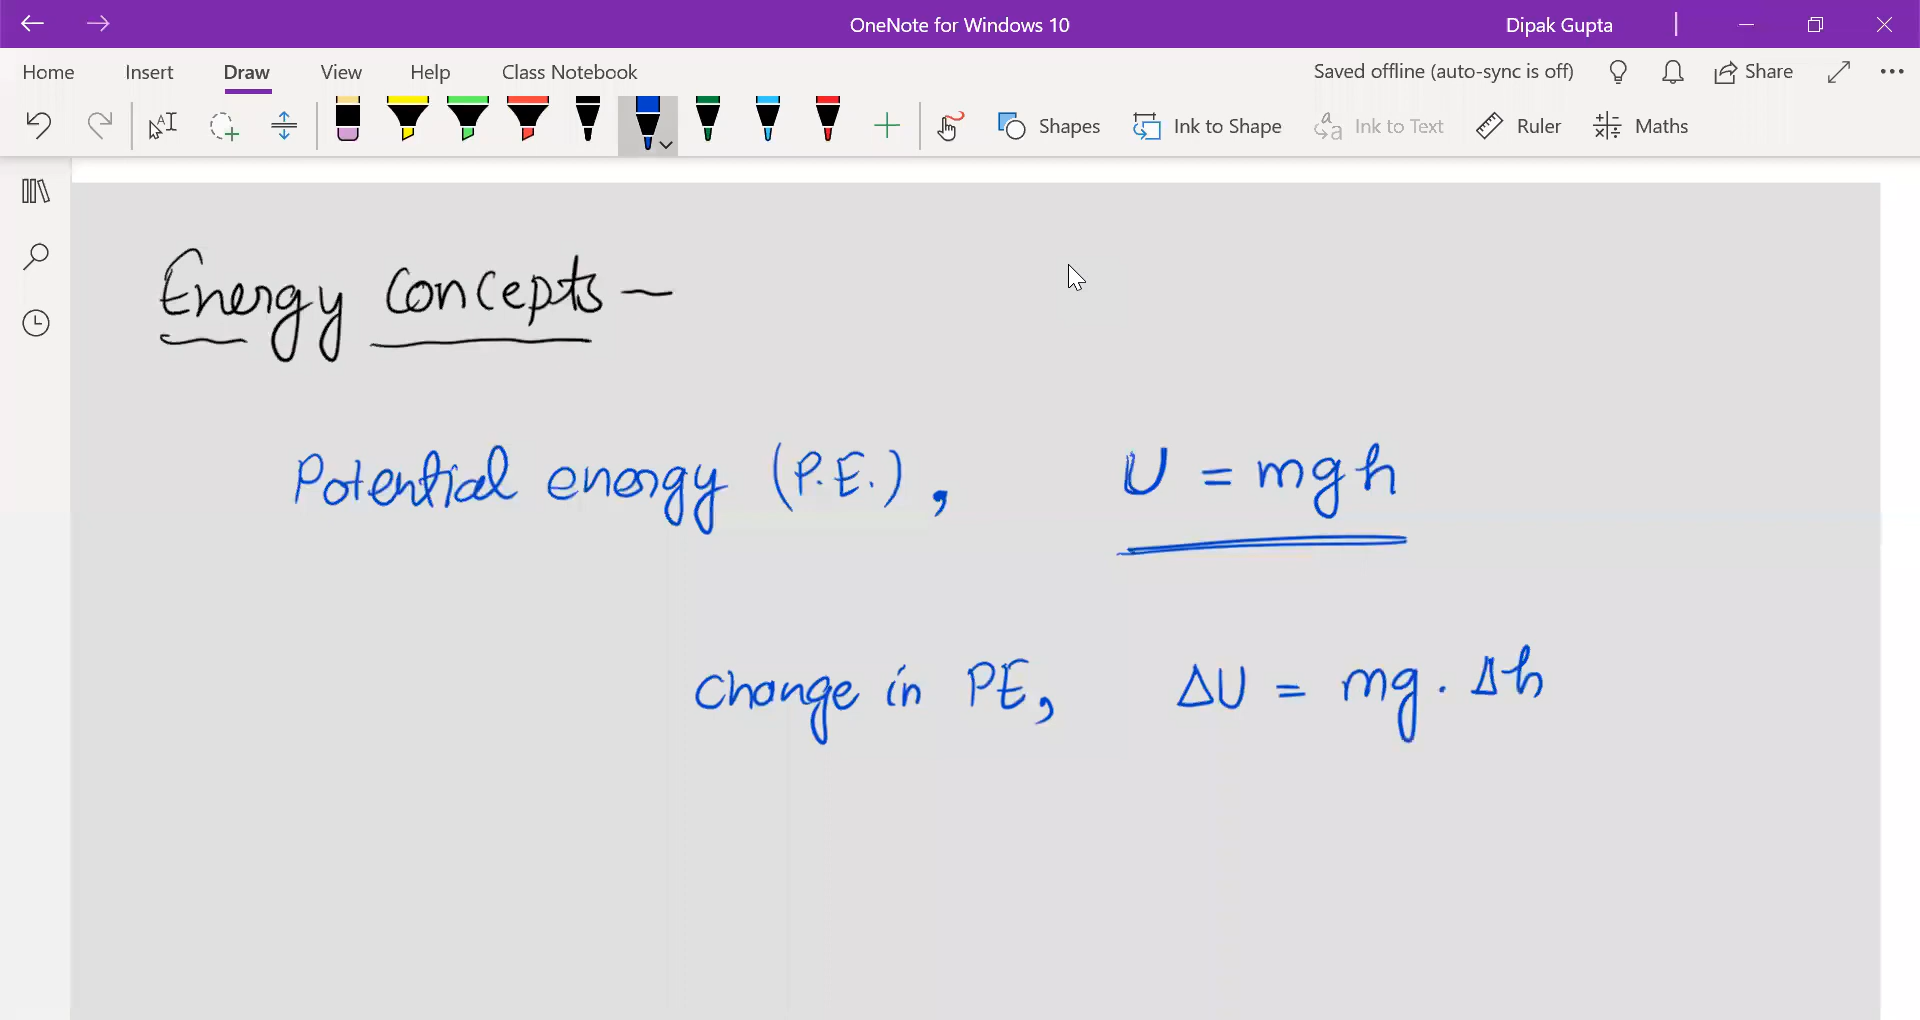 OneNote for Windows 10 Dipak Gupta
Home Insert Draw View Help Class Notebook Saved offline (auto-sync is off) Share
Shapes Ink to Shape Ink to Text Ruler Maths
Energy Concepts –
Potential energy (P.E.), U = mgh
Change in PE, ΔU = mg · Δh